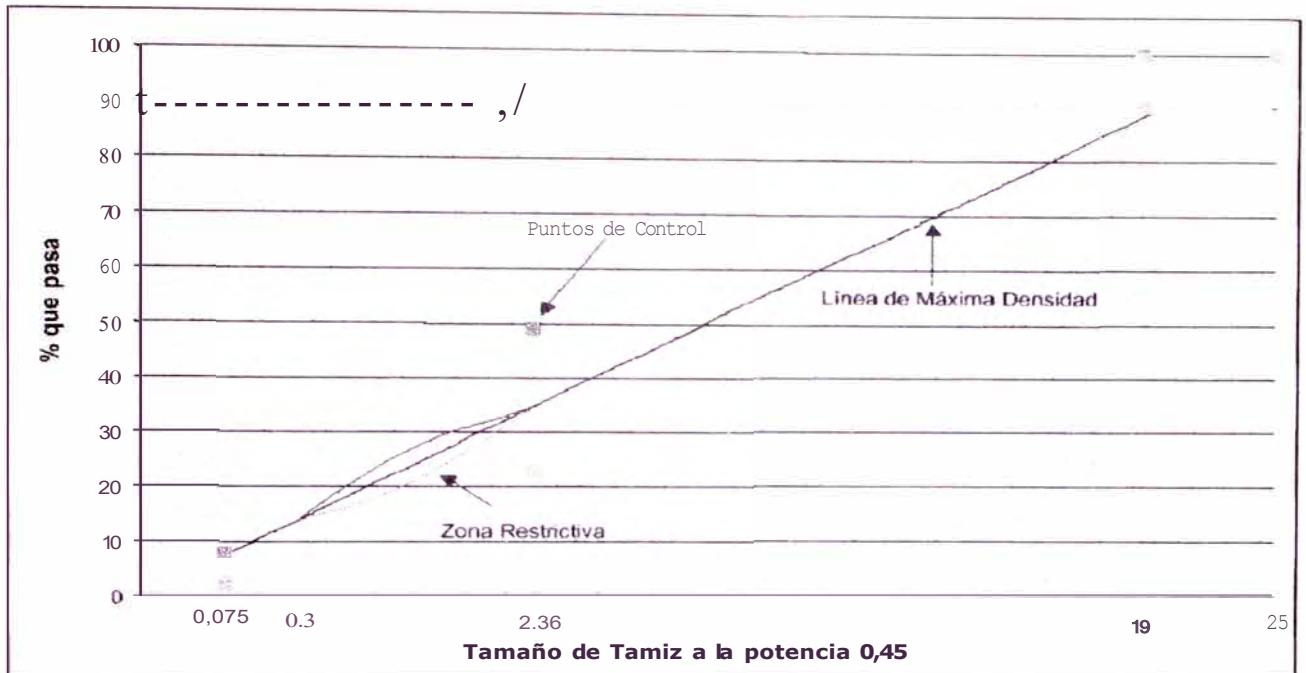 100
90 t - - - - - - - - - - - - - - - - - ,/
80
70
Puntos de Control
60
Línea de Máxima Densidad
50
40
30
20
Zona Restrictiva
10
0
% que pasa
0,075 0.3 2.36 19 25
Tamaño de Tamiz a la potencia 0,45